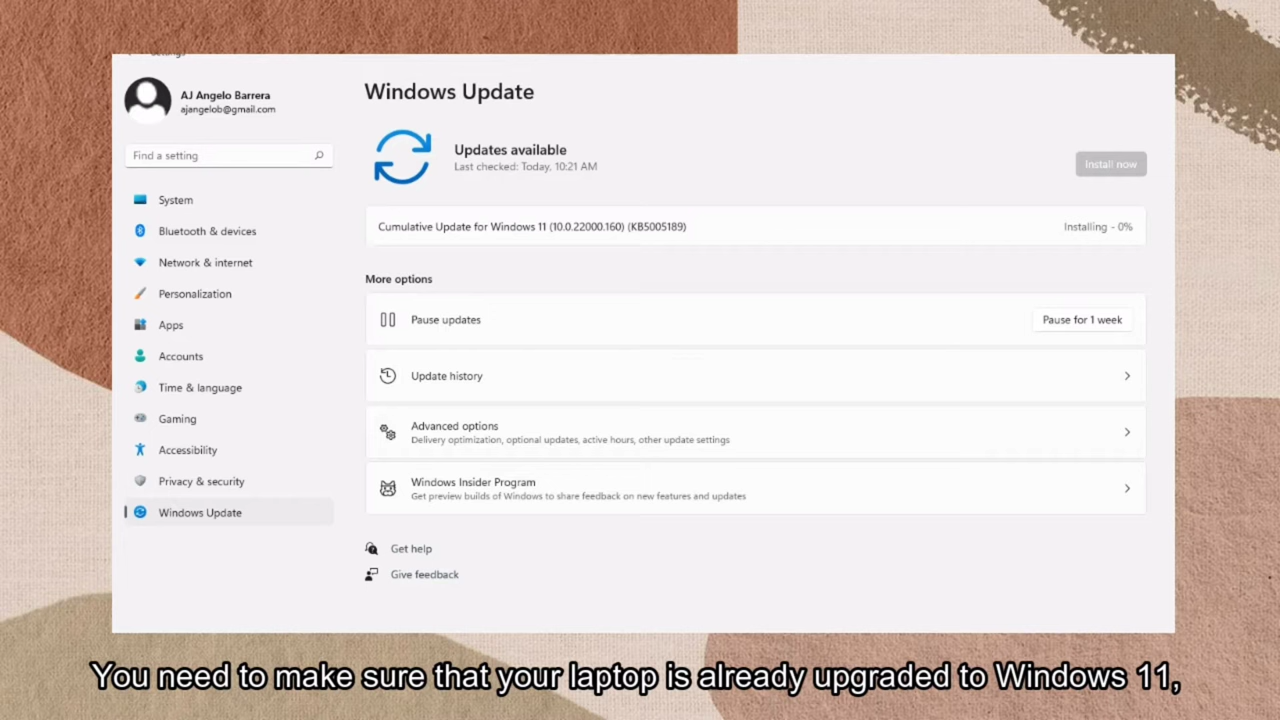 AJ Angelo Barrera
ajangelob@gmail.com
Find a setting
System
Bluetooth & devices
Network & internet
Personalization
Apps
Accounts
Time & language
Gaming
Accessibility
Privacy & security
Windows Update
Windows Update
Updates available
Last checked: Today, 10:21 AM
Install now
Cumulative Update for Windows 11 (10.0.22000.160) (KB5005189)
Installing - 0%
More options
Pause updates
Pause for 1 week
Update history
Advanced options
Delivery optimization, optional updates, active hours, other update settings
Windows Insider Program
Get preview builds of Windows to share feedback on new features and updates
Get help
Give feedback
You need to make sure that your laptop is already upgraded to Windows 11,